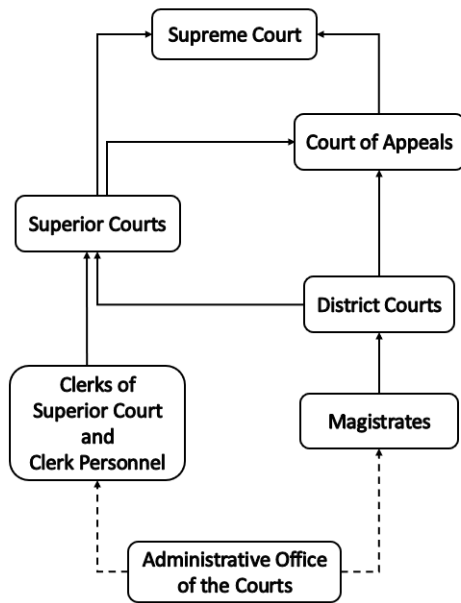 Supreme Court
Court of Appeals
Superior Courts
District Courts
Clerks of
Superior Court
and
Clerk Personnel
Magistrates
Administrative Office
of the Courts